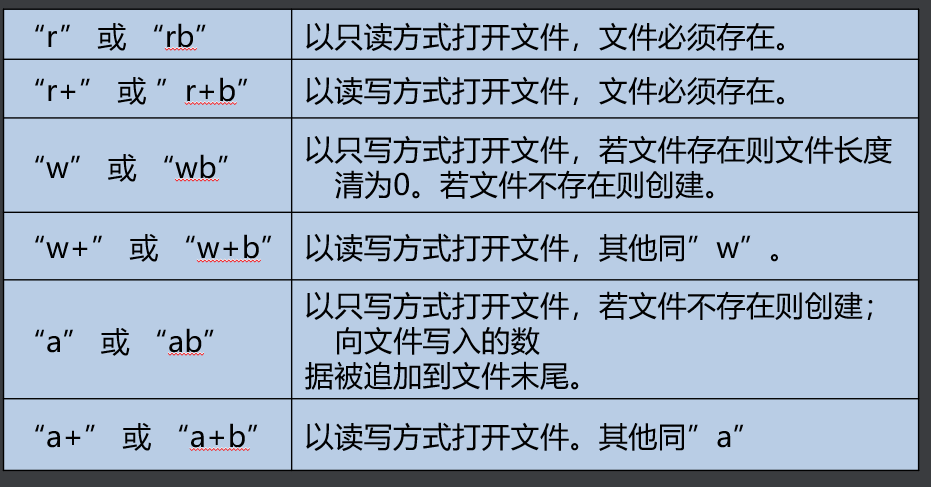 “r” 或 “rb”
以只读方式打开文件，文件必须存在。
“r+” 或 ”r+b”
以读写方式打开文件，文件必须存在。
“w” 或 “wb”
以只写方式打开文件，若文件存在则文件长度
清为0。若文件不存在则创建。
“w+” 或 “w+b”
以读写方式打开文件，其他同”w”。
“a” 或 “ab”
以只写方式打开文件，若文件不存在则创建；
向文件写入的数
据被追加到文件末尾。
“a+” 或 “a+b”
以读写方式打开文件。其他同”a”